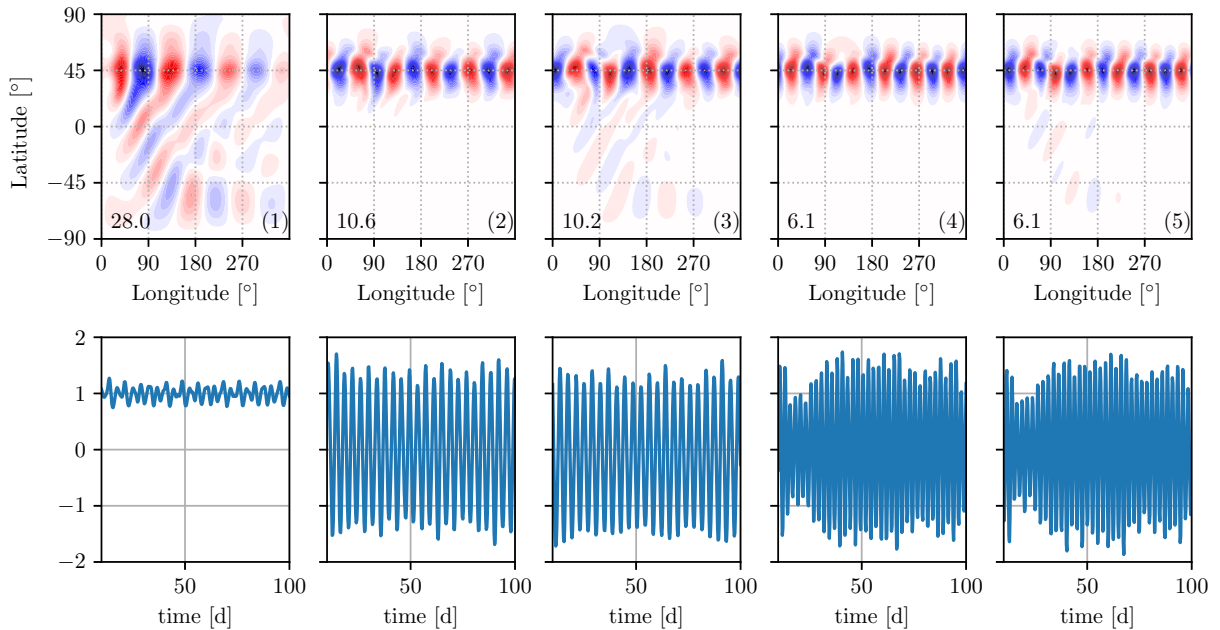 90
45
0
−45
−90
Latitude [°]
28.0 (1)
10.6 (2)
10.2 (3)
6.1 (4)
6.1 (5)
0 90 180 270
0 90 180 270
0 90 180 270
0 90 180 270
0 90 180 270
Longitude [°]
Longitude [°]
Longitude [°]
Longitude [°]
Longitude [°]
2
1
0
−1
−2
50 100
50 100
50 100
50 100
50 100
time [d]
time [d]
time [d]
time [d]
time [d]